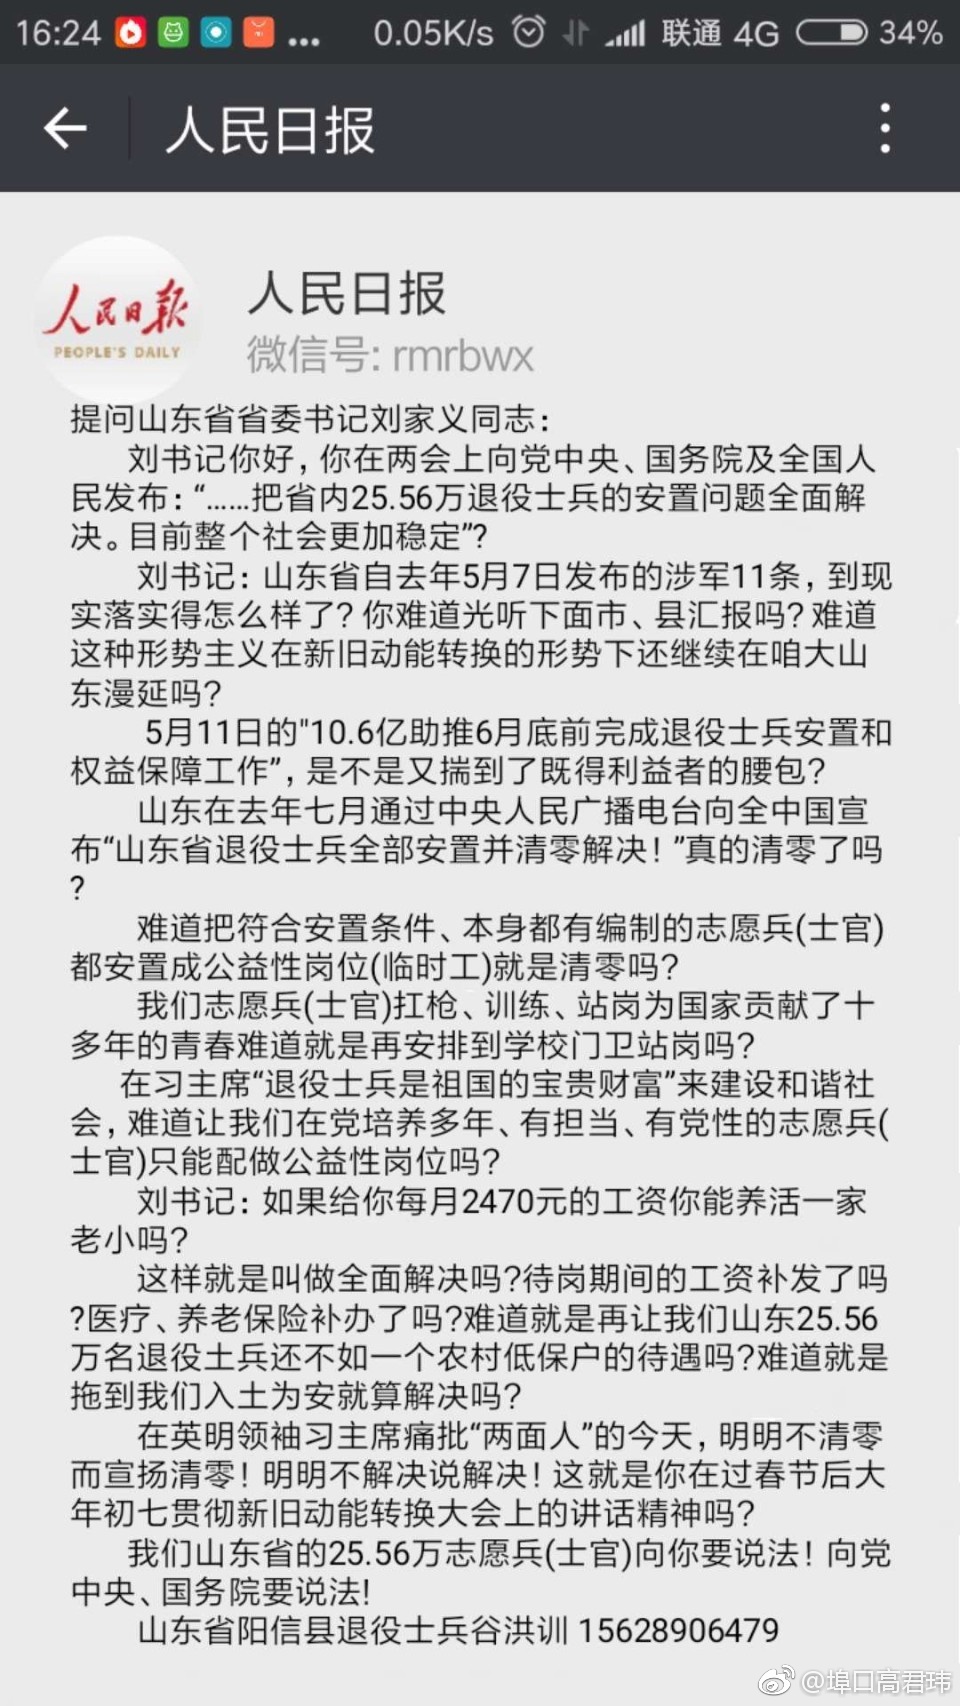 16:24 ... 0.05K/s 联通 4G 34%
人民日报
人民日报
PEOPLE'S DAILY
人民日报
微信号: rmrbwx
提问山东省省委书记刘家义同志：
刘书记你好，你在两会上向党中央、国务院及全国人
民发布：“……把省内25.56万退役士兵的安置问题全面解
决。目前整个社会更加稳定”?
刘书记：山东省自去年5月7日发布的涉军11条，到现
实落实得怎么样了? 你难道光听下面市、县汇报吗? 难道
这种形势主义在新旧动能转换的形势下还继续在咱大山
东漫延吗?
5月11日的"10.6亿助推6月底前完成退役士兵安置和
权益保障工作”，是不是又揣到了既得利益者的腰包?
山东在去年七月通过中央人民广播电台向全中国宣
布“山东省退役士兵全部安置并清零解决！”真的清零了吗
?
难道把符合安置条件、本身都有编制的志愿兵(士官)
都安置成公益性岗位(临时工)就是清零吗?
我们志愿兵(士官)扛枪、训练、站岗为国家贡献了十
多年的青春难道就是再安排到学校门卫站岗吗?
在习主席“退役士兵是祖国的宝贵财富”来建设和谐社
会，难道让我们在党培养多年、有担当、有党性的志愿兵(
士官)只能配做公益性岗位吗?
刘书记：如果给你每月2470元的工资你能养活一家
老小吗?
这样就是叫做全面解决吗?待岗期间的工资补发了吗
?医疗、养老保险补办了吗?难道就是再让我们山东25.56
万名退役士兵还不如一个农村低保户的待遇吗?难道就是
拖到我们入土为安就算解决吗?
在英明领袖习主席痛批“两面人”的今天，明明不清零
而宣扬清零！明明不解决说解决！这就是你在过春节后大
年初七贯彻新旧动能转换大会上的讲话精神吗?
我们山东省的25.56万志愿兵(士官)向你要说法！向党
中央、国务院要说法!
山东省阳信县退役士兵谷洪训 15628906479
@埠口高君玮